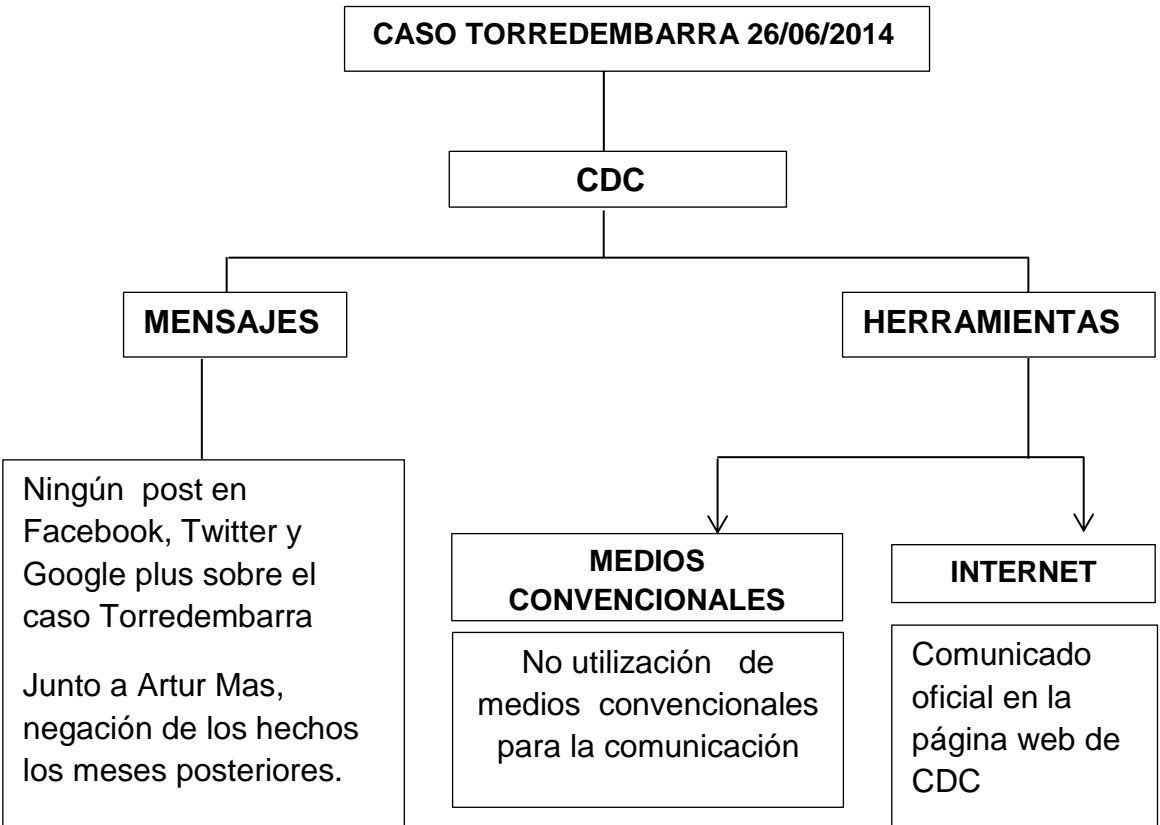 CASO TORREDEMBARRA 26/06/2014
CDC
MENSAJES
HERRAMIENTAS
Ningún post en
Facebook, Twitter y
Google plus sobre el
caso Torredembarra
Junto a Artur Mas,
negación de los hechos
los meses posteriores.
MEDIOS
CONVENCIONALES
No utilización de
medios convencionales
para la comunicación
INTERNET
Comunicado
oficial en la
página web de
CDC